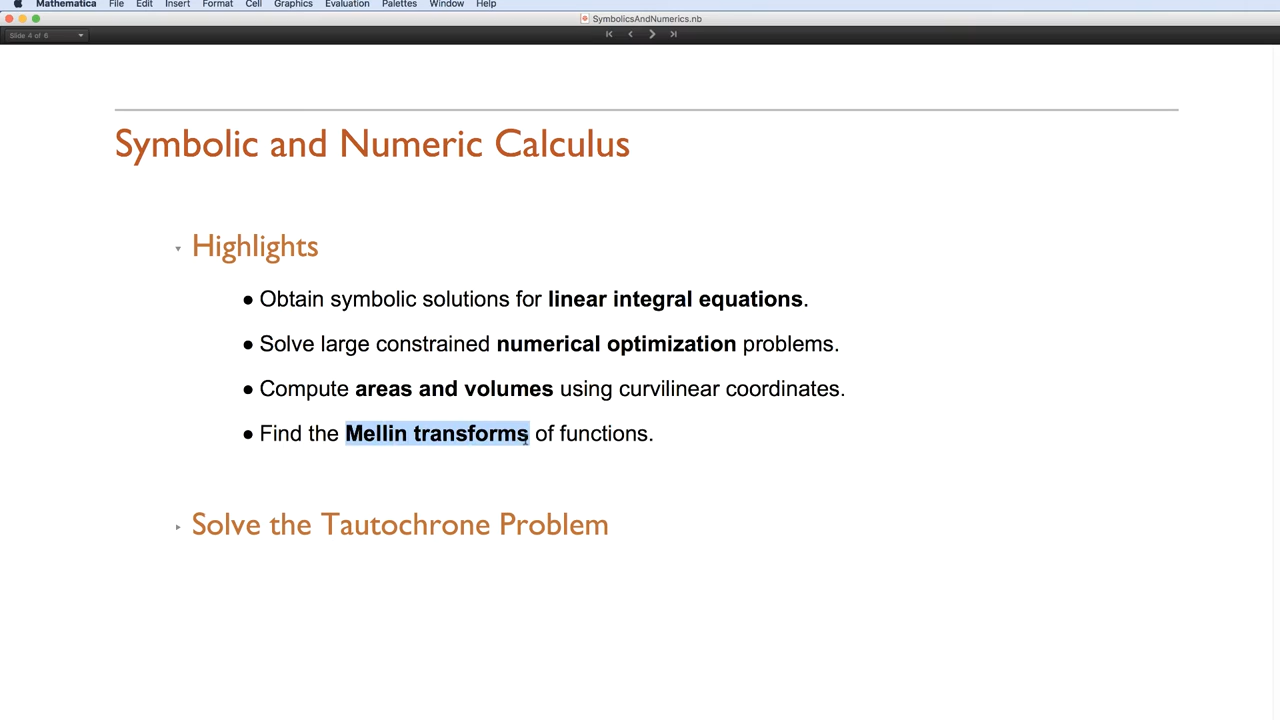 Mathematica File Edit Insert Format Cell Graphics Evaluation Palettes Window Help
SymbolicsAndNumerics.nb
Slide 4 of 6
Symbolic and Numeric Calculus
Highlights
● Obtain symbolic solutions for linear integral equations.
● Solve large constrained numerical optimization problems.
● Compute areas and volumes using curvilinear coordinates.
● Find the Mellin transforms of functions.
Solve the Tautochrone Problem